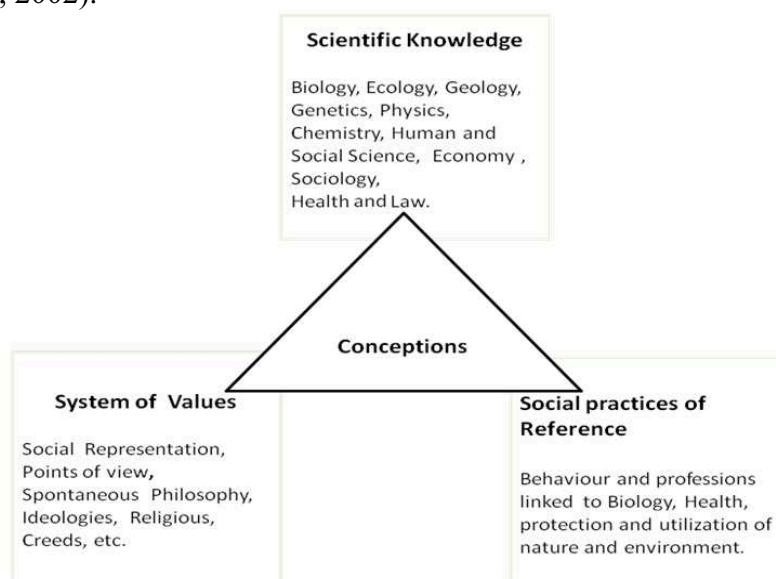 , 2002).
Scientific Knowledge
Biology, Ecology, Geology,
Genetics, Physics,
Chemistry, Human and
Social Science, Economy ,
Sociology,
Health and Law.
Conceptions
System of Values
Social Representation,
Points of view,
Spontaneous Philosophy,
Ideologies, Religious,
Creeds, etc.
Social practices of
Reference
Behaviour and professions
linked to Biology, Health,
protection and utilization of
nature and environment.